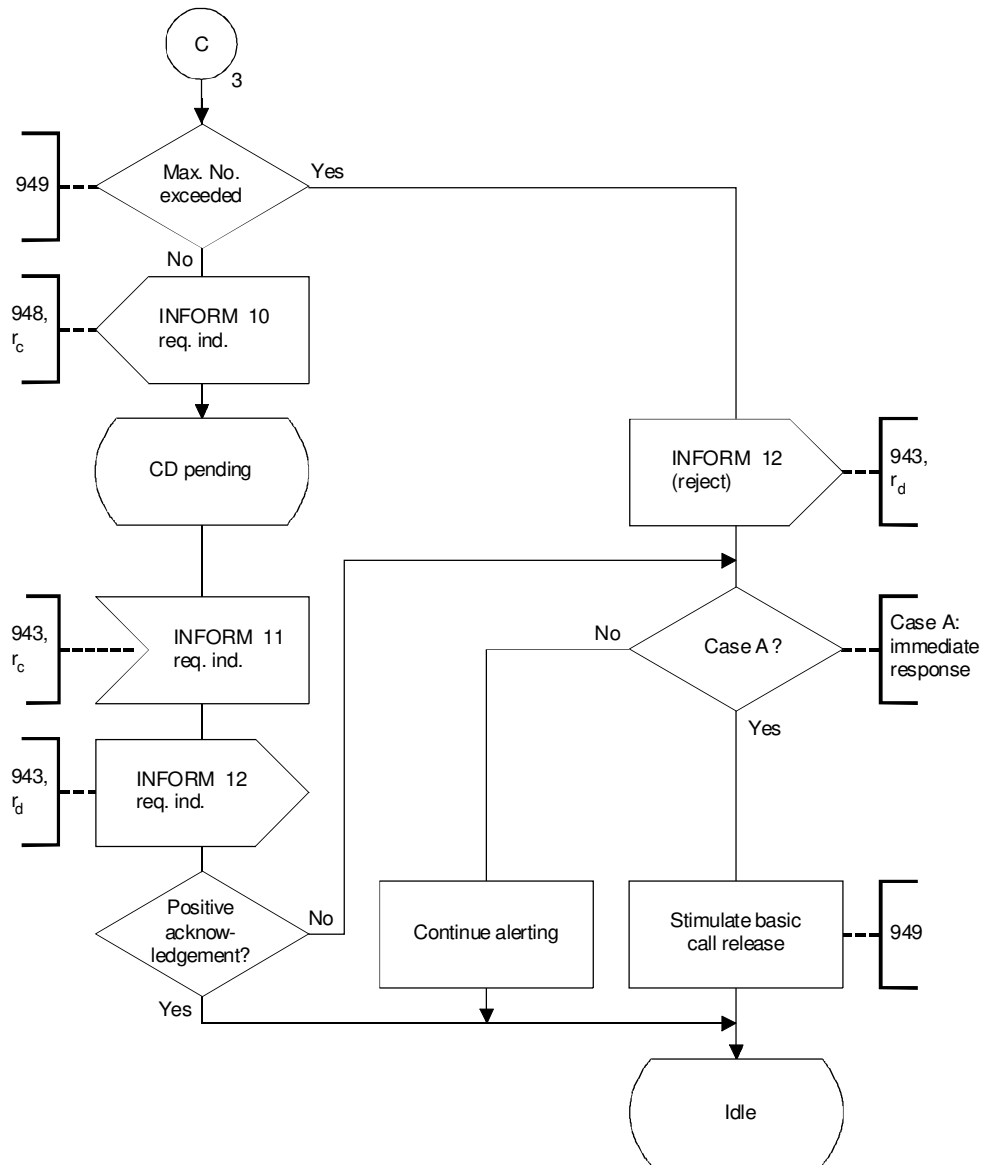 C
3
Max. No.
exceeded
Yes
949
No
948,
rc
INFORM 10
req. ind.
CD pending
INFORM 12
(reject)
943,
rd
943,
rc
INFORM 11
req. ind.
No
Case A ?
Case A:
immediate
response
Yes
943,
rd
INFORM 12
req. ind.
Positive
acknow-
ledgement?
No
Yes
Continue alerting
Stimulate basic
call release
949
Idle